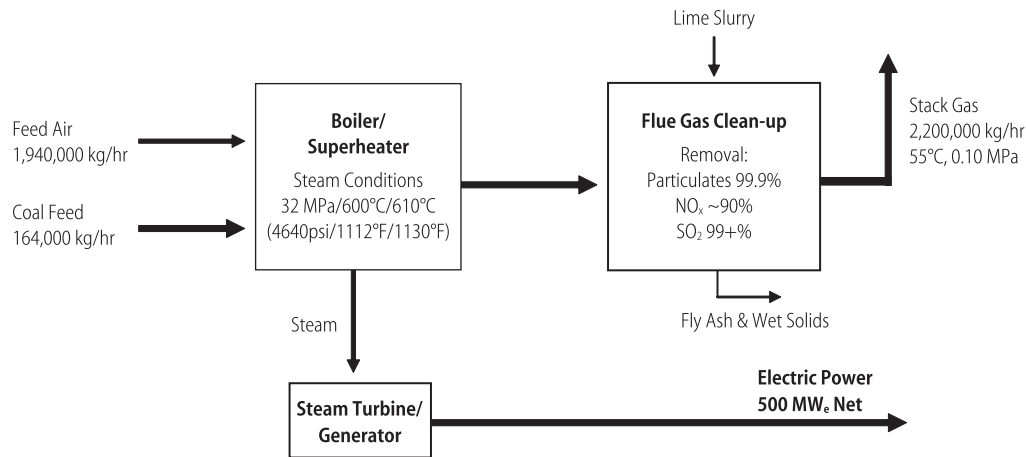 Lime Slurry
Feed Air
1,940,000 kg/hr
Coal Feed
164,000 kg/hr
Boiler/
Superheater
Steam Conditions
32 MPa/600°C/610°C
(4640psi/1112°F/1130°F)
Flue Gas Clean-up
Removal:
Particulates 99.9%
NOx ~90%
SO2 99+%
Stack Gas
2,200,000 kg/hr
55°C, 0.10 MPa
Steam
Fly Ash & Wet Solids
Steam Turbine/
Generator
Electric Power
500 MWe Net